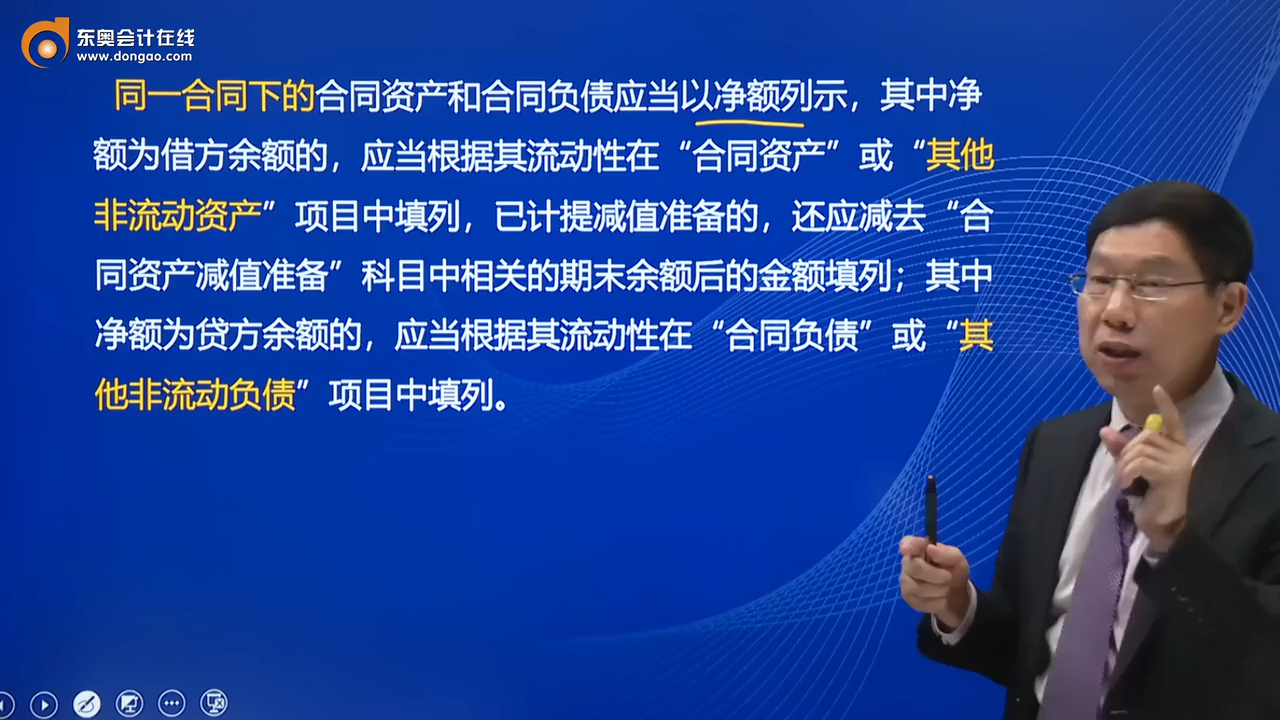 东奥会计在线
www.dongao.com
同一合同下的合同资产和合同负债应当以净额列示，其中净
额为借方余额的，应当根据其流动性在“合同资产”或“其他
非流动资产”项目中填列，已计提减值准备的，还应减去“合
同资产减值准备”科目中相关的期末余额后的金额填列；其中
净额为贷方余额的，应当根据其流动性在“合同负债”或“其
他非流动负债”项目中填列。